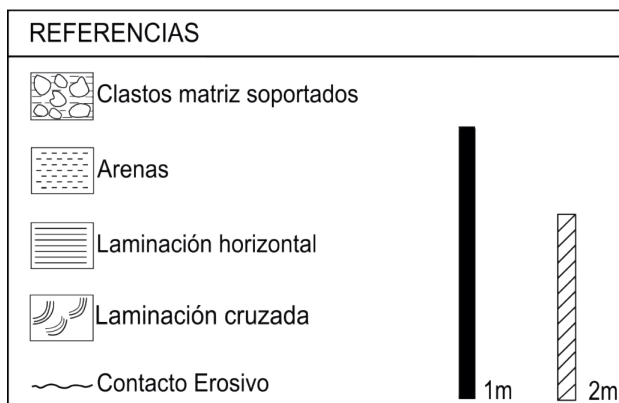 REFERENCIAS
Clastos matriz soportados
Arenas
Laminación horizontal
Laminación cruzada
Contacto Erosivo
1m
2m